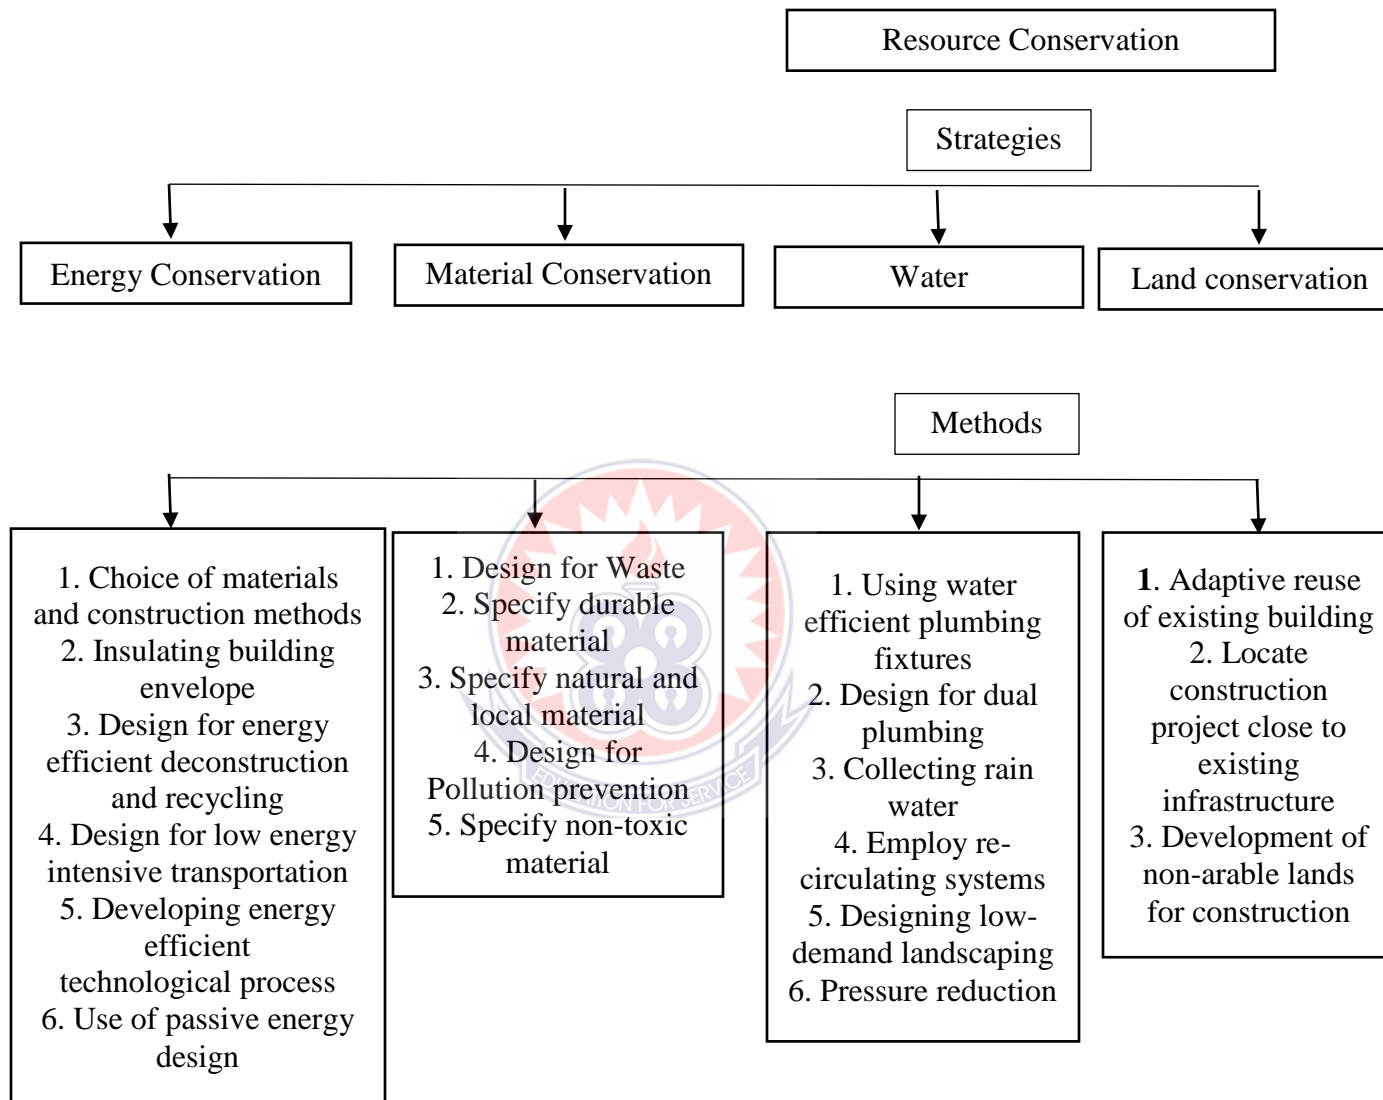 Resource Conservation
Strategies
Energy Conservation
Material Conservation
Water
Land conservation
Methods
1. Choice of materials
and construction methods
2. Insulating building
envelope
3. Design for energy
efficient deconstruction
and recycling
4. Design for low energy
intensive transportation
5. Developing energy
efficient
technological process
6. Use of passive energy
design
1. Design for Waste
2. Specify durable
material
3. Specify natural and
local material
4. Design for
Pollution prevention
5. Specify non-toxic
material
1. Using water
efficient plumbing
fixtures
2. Design for dual
plumbing
3. Collecting rain
water
4. Employ re-
circulating systems
5. Designing low-
demand landscaping
6. Pressure reduction
1. Adaptive reuse
of existing building
2. Locate
construction
project close to
existing
infrastructure
3. Development of
non-arable lands
for construction
EDUCATION FOR SERVICE